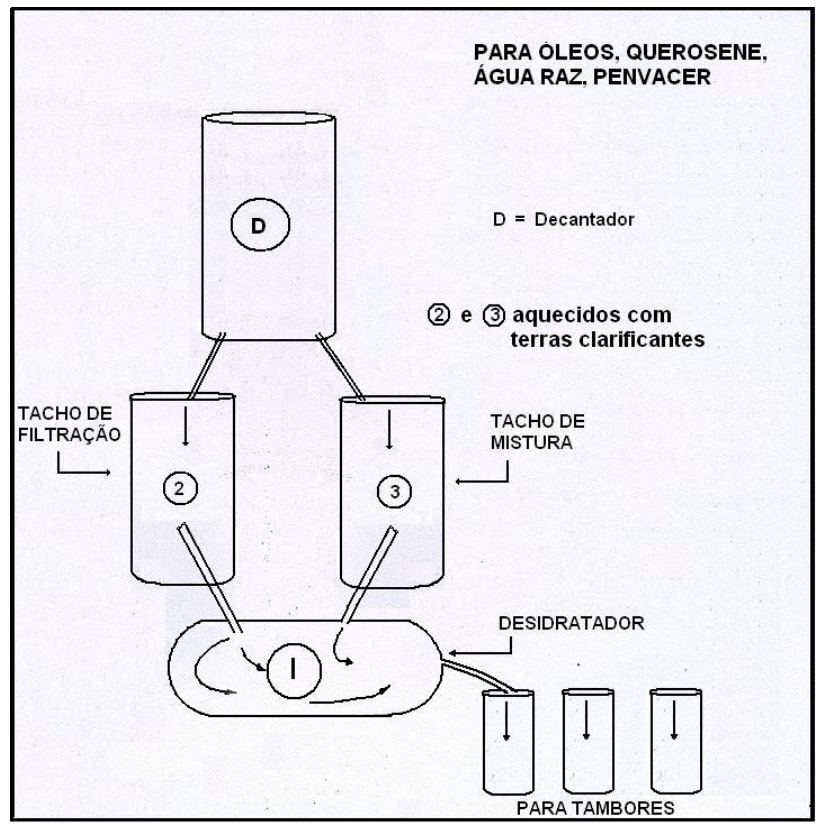 PARA ÓLEOS, QUEROSENE,
ÁGUA RAZ, PENVACER
D
D = Decantador
② e ③ aquecidos com
terras clarificantes
TACHO DE
FILTRAÇÃO
TACHO DE
MISTURA
2
3
DESIDRATADOR
I
PARA TAMBORES